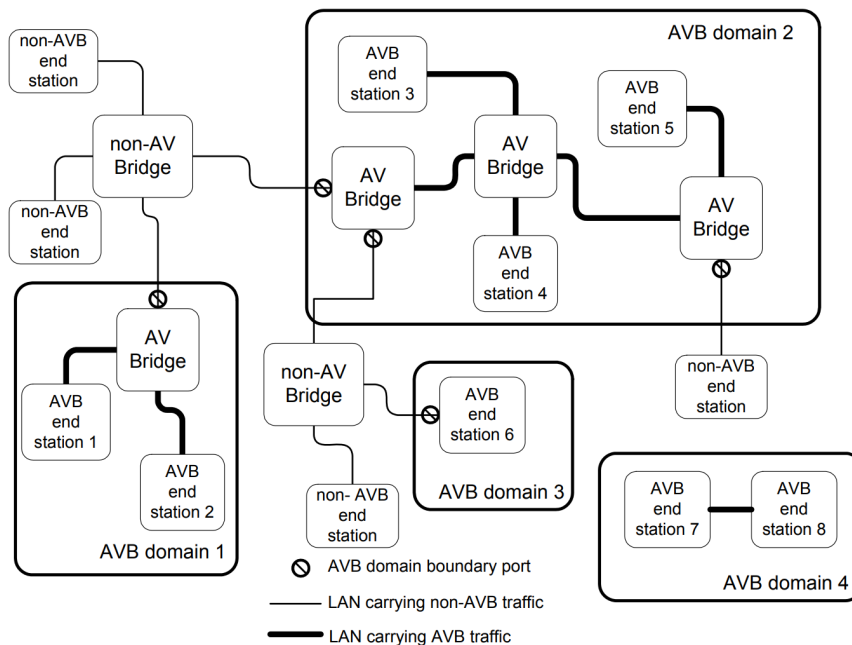 non-AVB
end
station
non-AV
Bridge
non-AVB
end
station
AVB domain 2
AVB
end
station 3
AVB
end
station 5
AV
Bridge
AV
Bridge
AV
Bridge
AVB
end
station 4
AV
Bridge
AVB
end
station 1
AVB
end
station 2
AVB domain 1
non-AV
Bridge
AVB
end
station 6
AVB domain 3
non- AVB
end
station
non-AVB
end
station
AVB
end
station 7
AVB
end
station 8
AVB domain 4
AVB domain boundary port
LAN carrying non-AVB traffic
LAN carrying AVB traffic